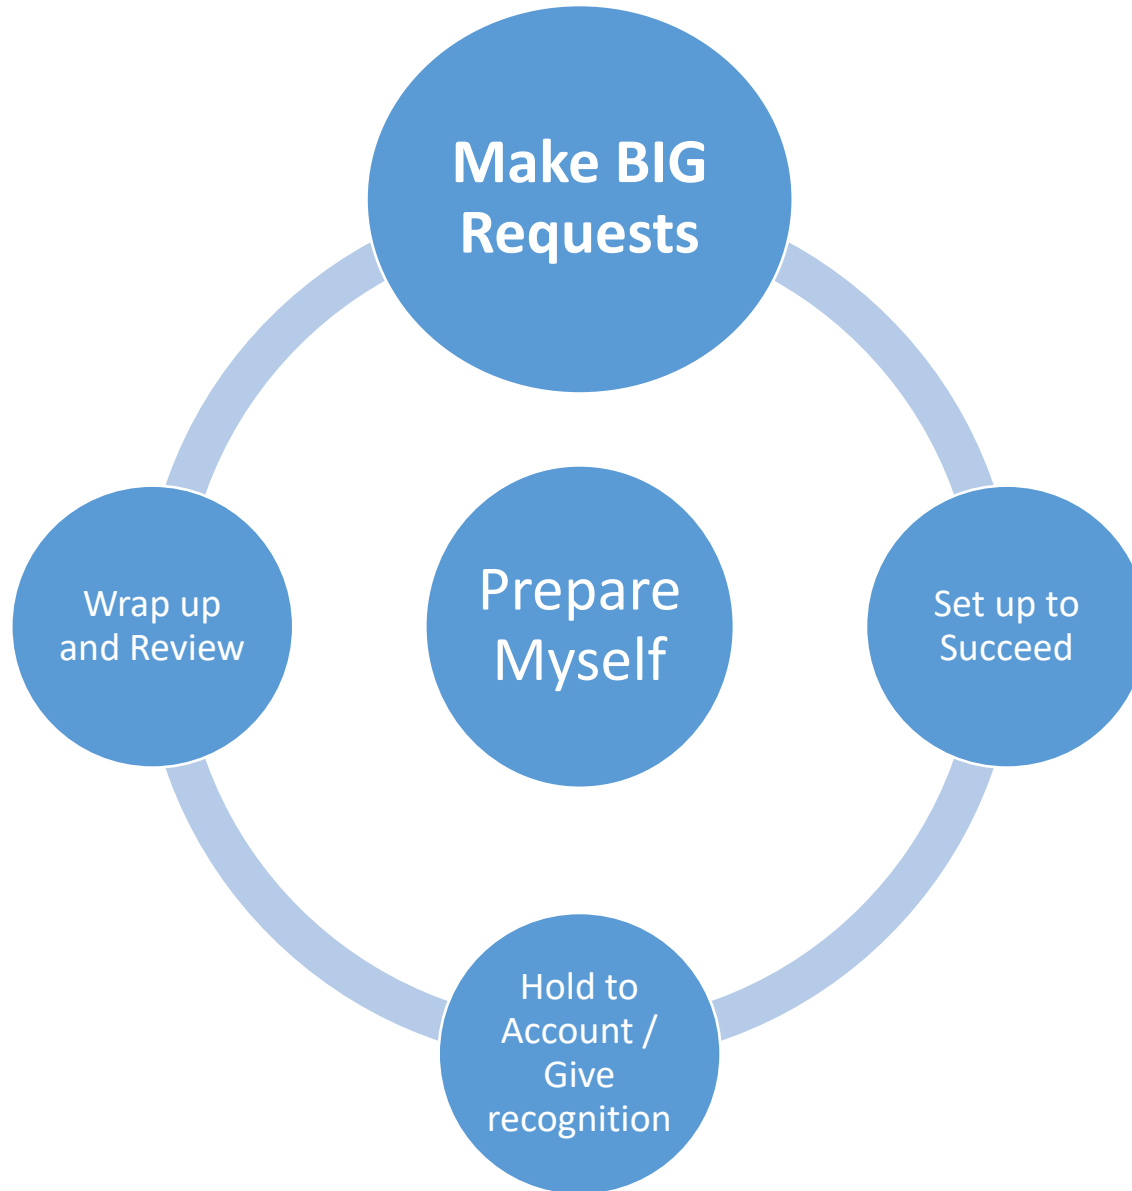 Make BIG
Requests
Prepare
Myself
Wrap up
and Review
Set up to
Succeed
Hold to
Account /
Give
recognition